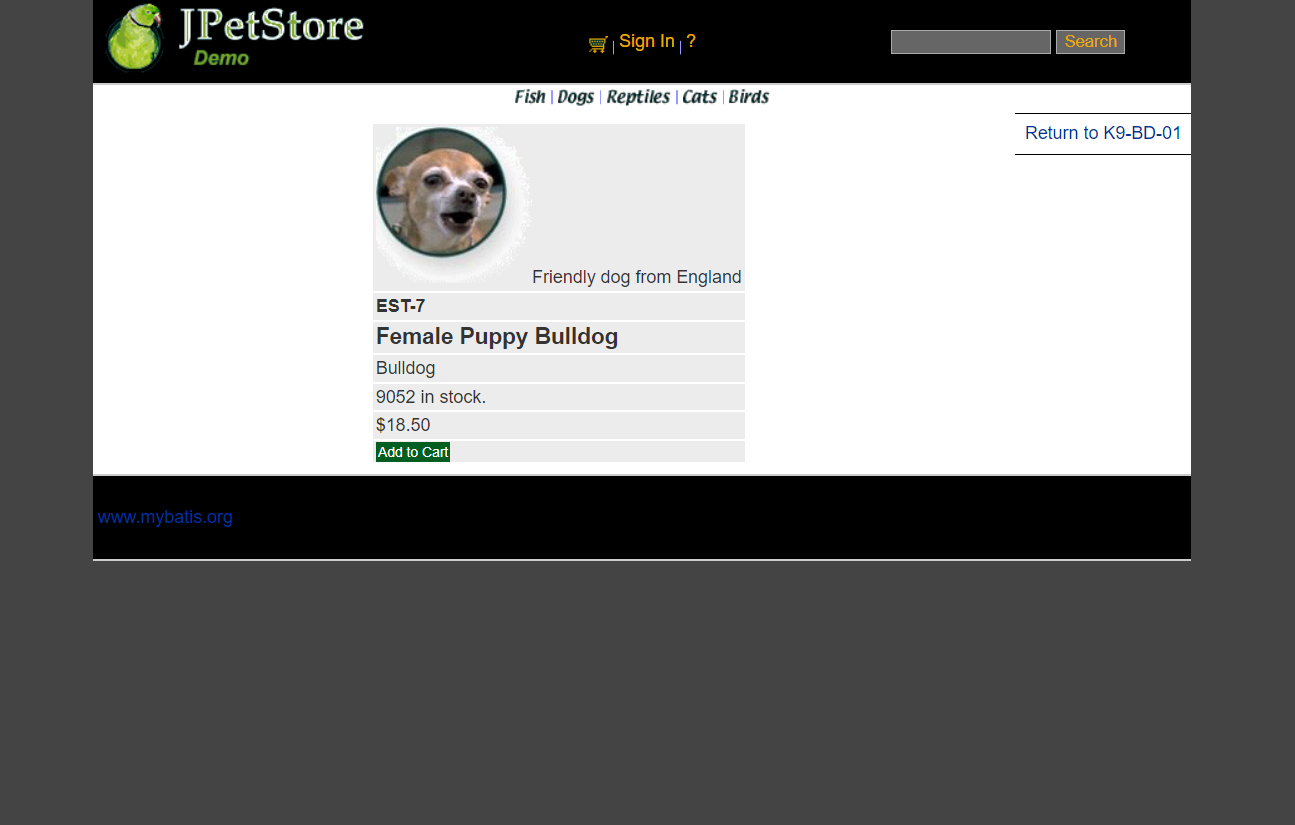 JPetStore
Demo
Sign In | ?
Search
Fish | Dogs | Reptiles | Cats | Birds
Return to K9-BD-01
Friendly dog from England
EST-7
Female Puppy Bulldog
Bulldog
9052 in stock.
$18.50
Add to Cart
www.mybatis.org